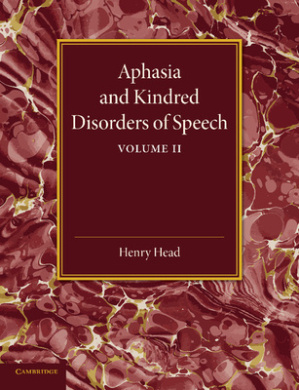 Aphasia
and Kindred
Disorders of Speech
VOLUME II
Henry Head
CAMBRIDGE